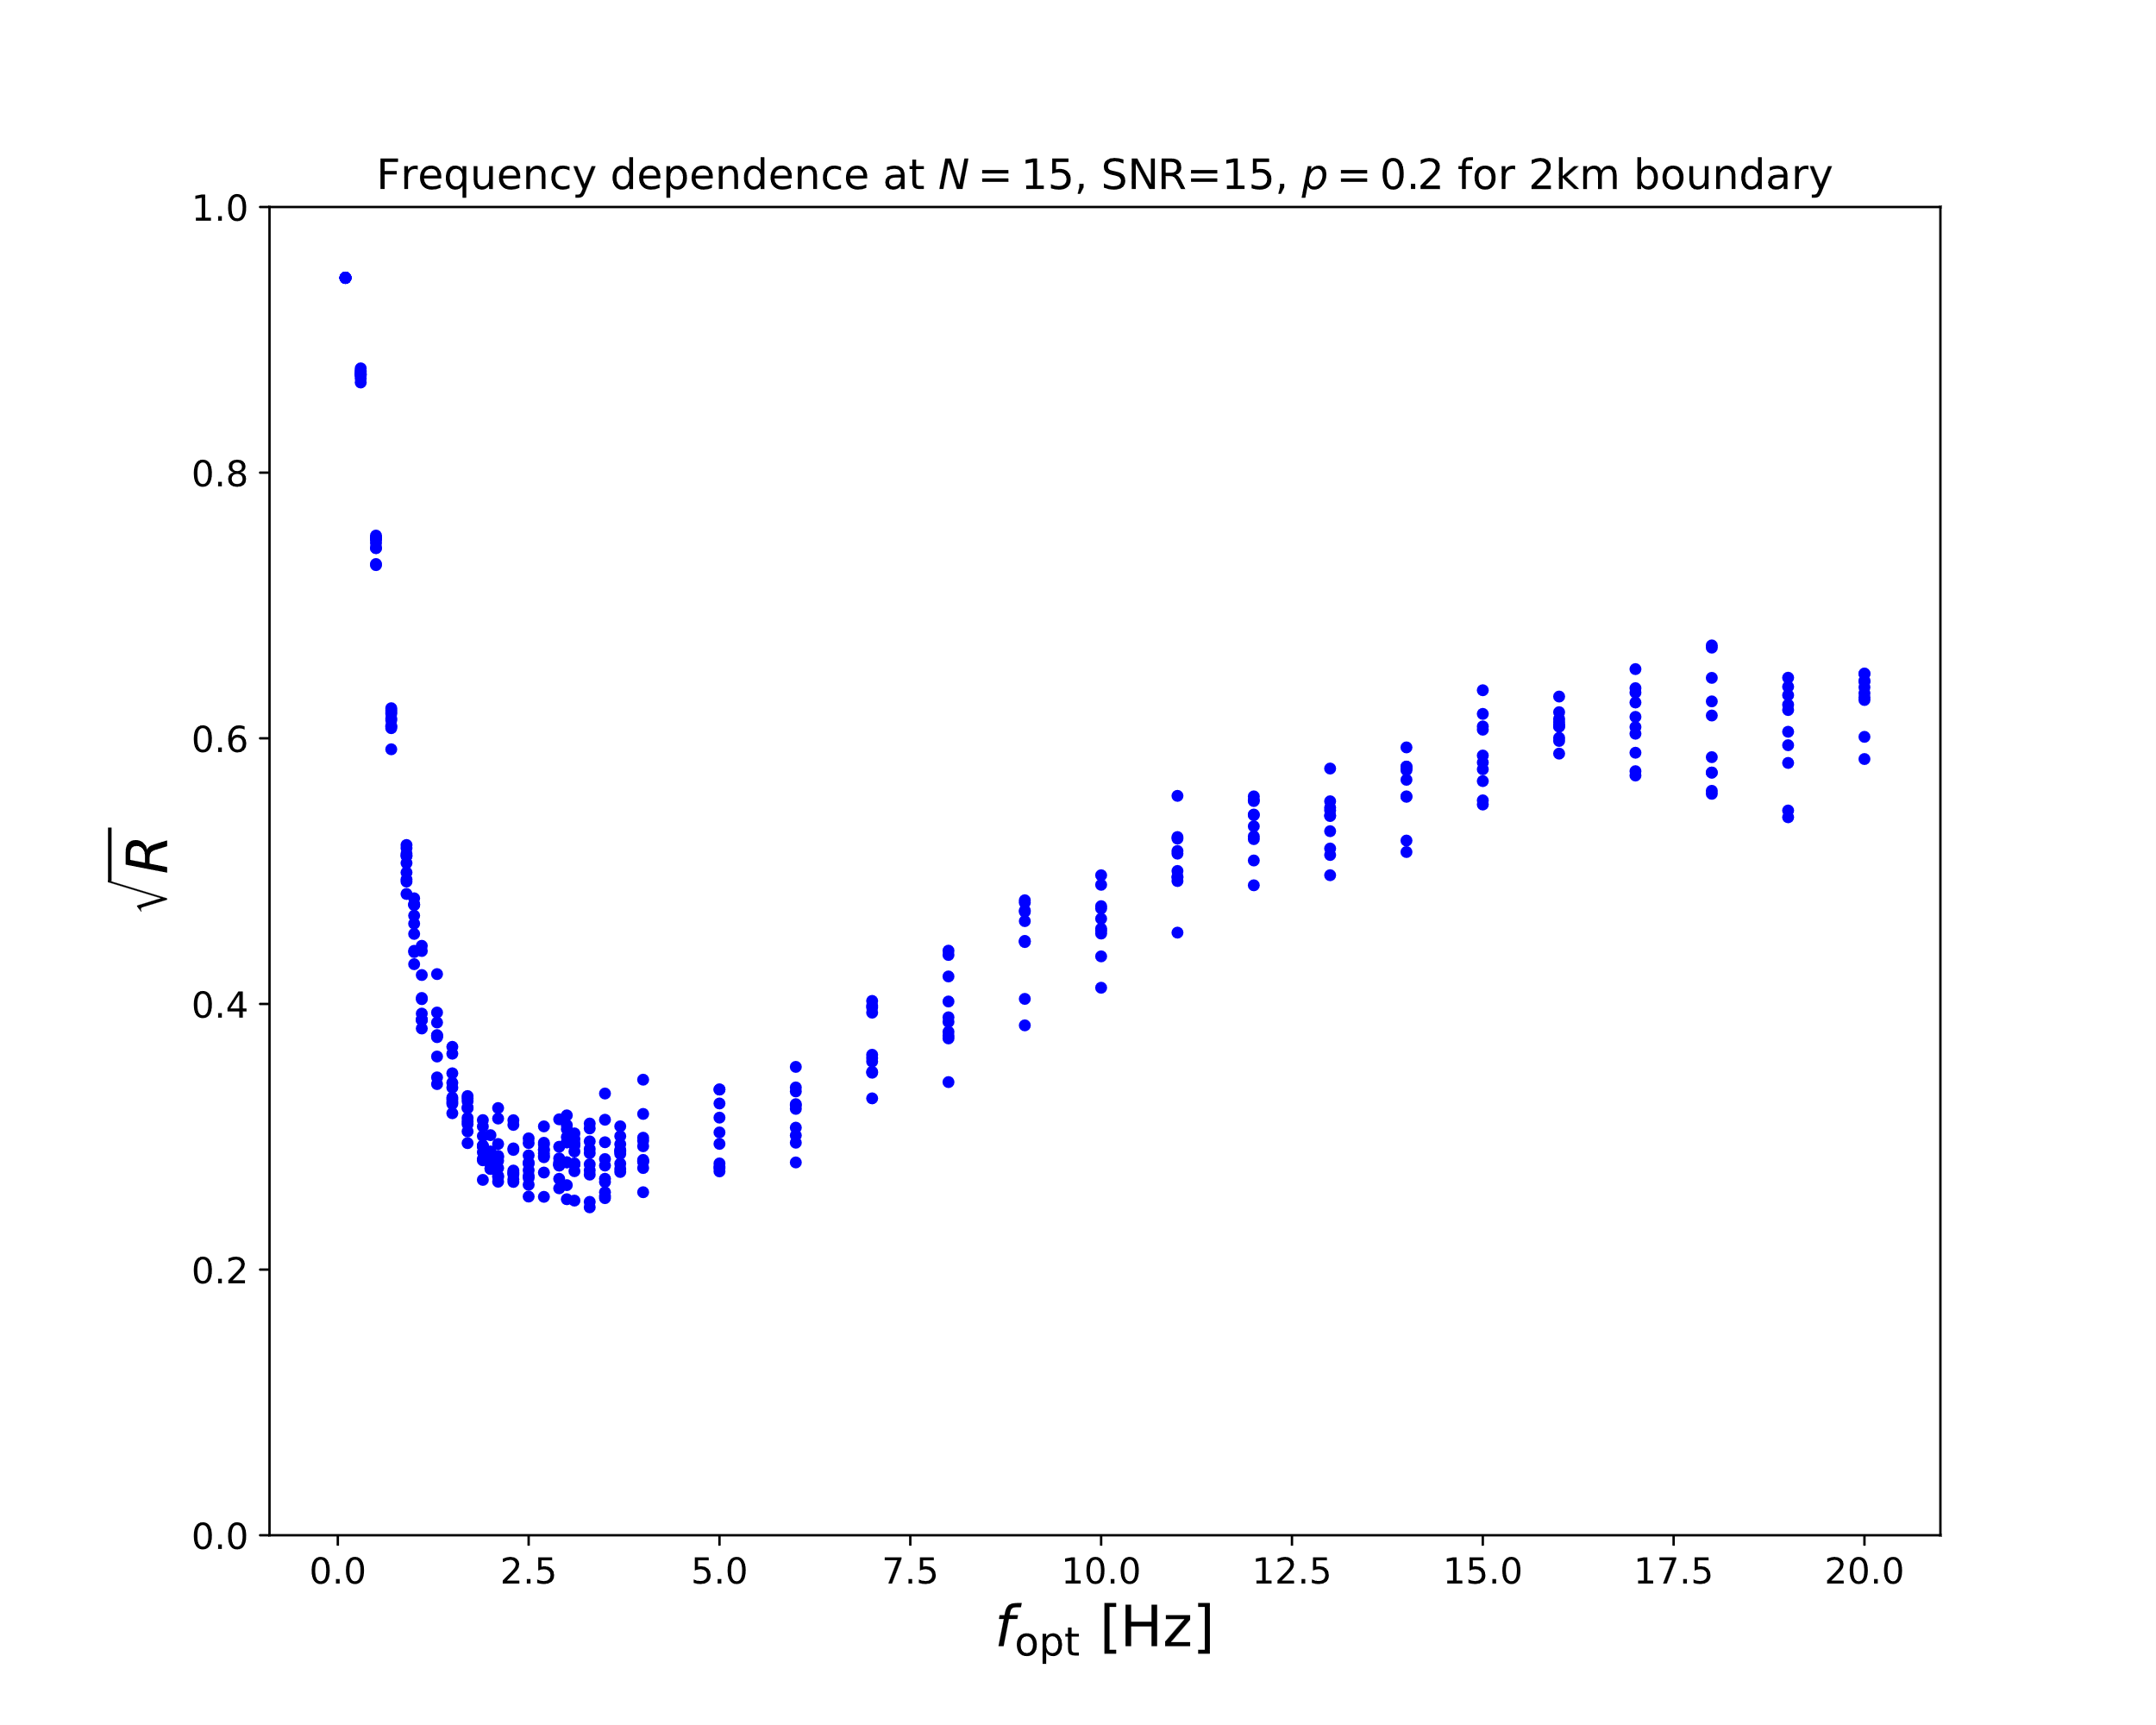 Frequency dependence at N = 15, SNR=15, p = 0.2 for 2km boundary
1.0
0.8
0.6
0.4
0.2
0.0
√R
0.0 2.5 5.0 7.5 10.0 12.5 15.0 17.5 20.0
f_opt [Hz]